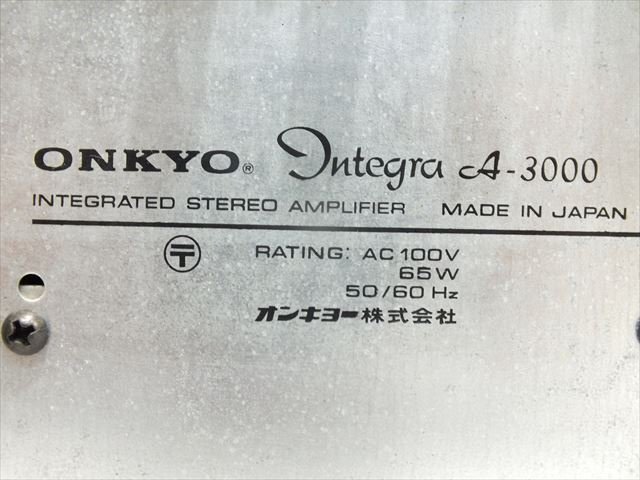 ONKYO® Integra A-3000
INTEGRATED STEREO AMPLIFIER MADE IN JAPAN
〒 RATING: AC 100V
65W
50/60 Hz
オンキヨー株式会社